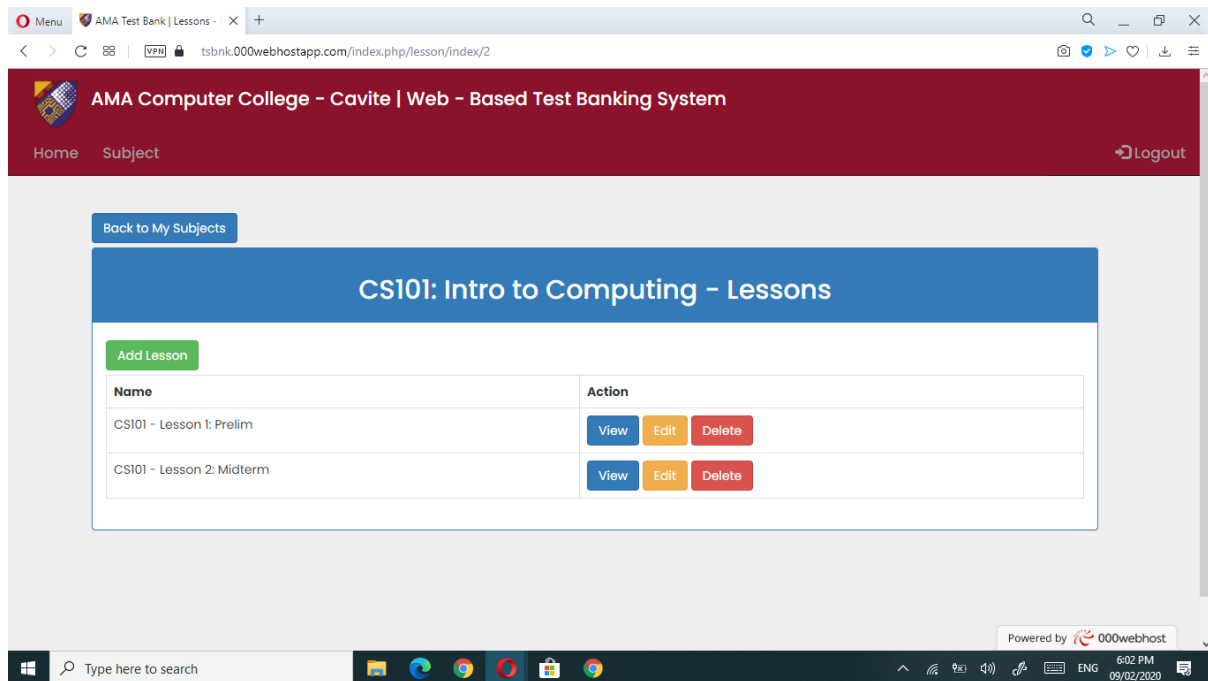 Menu AMA Test Bank | Lessons -
VPN tsbnk.000webhostapp.com/index.php/lesson/index/2
AMA Computer College - Cavite | Web - Based Test Banking System
Home Subject Logout
Back to My Subjects
CS101: Intro to Computing - Lessons
Add Lesson
Name Action
CS101 - Lesson 1: Prelim View Edit Delete
CS101 - Lesson 2: Midterm View Edit Delete
Powered by 000webhost
Type here to search ENG 6:02 PM
09/02/2020